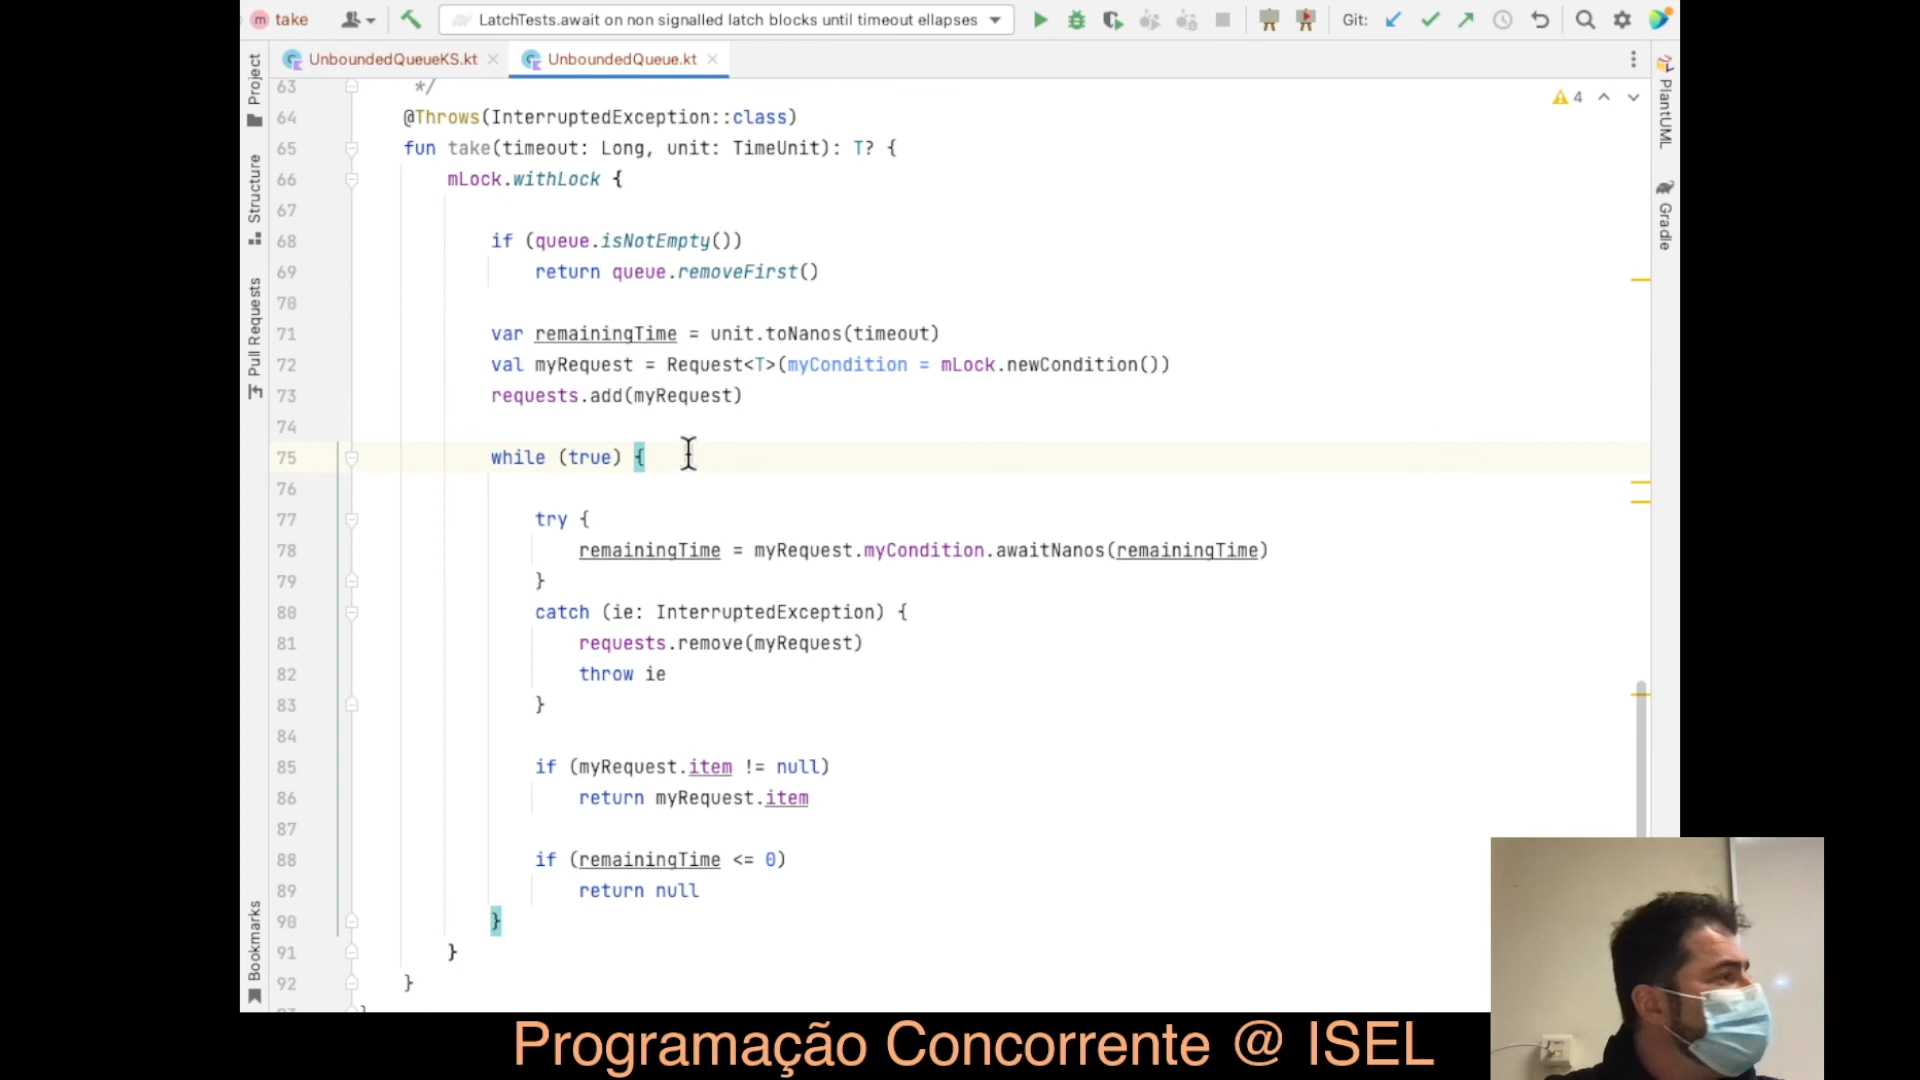 take
LatchTests.await on non signalled latch blocks until timeout ellapses
Git:
UnboundedQueueKS.kt
UnboundedQueue.kt
Project
Structure
Pull Requests
Bookmarks
PlantUML
Gradle
4
63 */
64 @Throws(InterruptedException::class)
65 fun take(timeout: Long, unit: TimeUnit): T? {
66 mLock.withLock {
67
68 if (queue.isNotEmpty())
69 return queue.removeFirst()
70
71 var remainingTime = unit.toNanos(timeout)
72 val myRequest = Request<T>(myCondition = mLock.newCondition())
73 requests.add(myRequest)
74
75 while (true) {
76
77 try {
78 remainingTime = myRequest.myCondition.awaitNanos(remainingTime)
79 }
80 catch (ie: InterruptedException) {
81 requests.remove(myRequest)
82 throw ie
83 }
84
85 if (myRequest.item != null)
86 return myRequest.item
87
88 if (remainingTime <= 0)
89 return null
90 }
91 }
92 }
Programação Concorrente @ ISEL